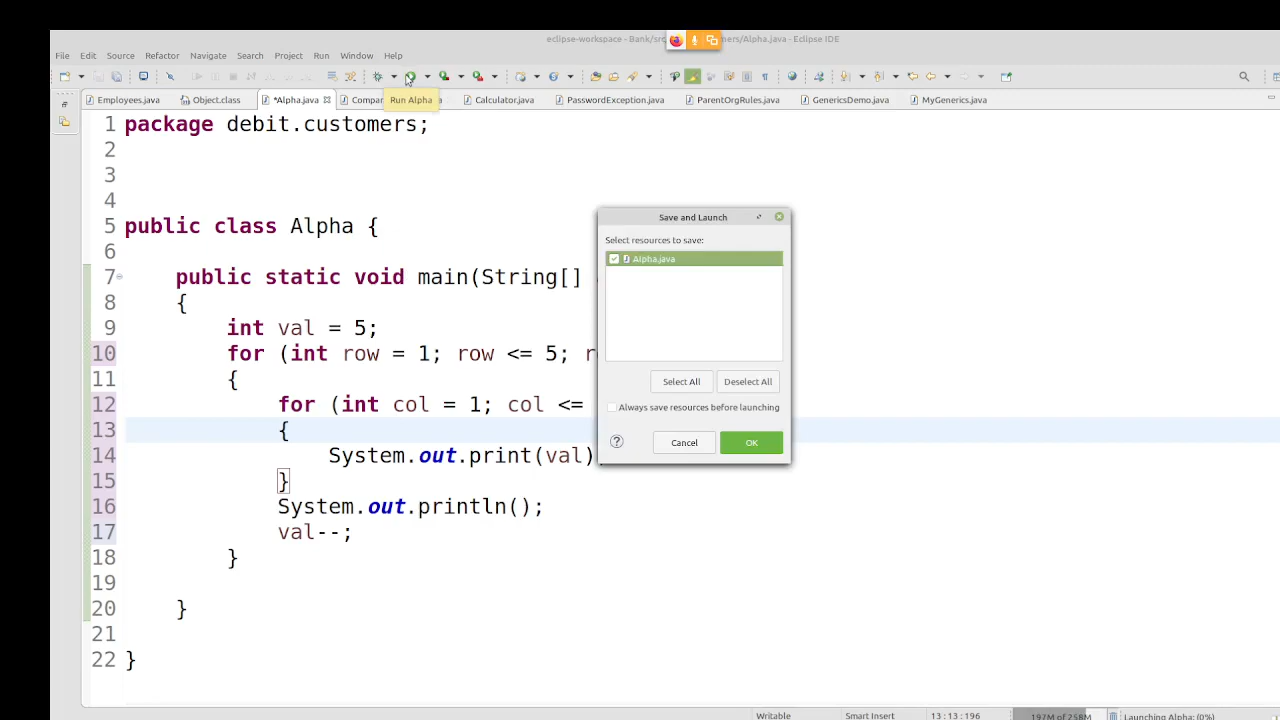 eclipse-workspace - Bank/src ners/Alpha.java - Eclipse IDE
File Edit Source Refactor Navigate Search Project Run Window Help
Employees.java Object.class *Alpha.java Compar Calculator.java PasswordException.java ParentOrgRules.java GenericsDemo.java MyGenerics.java
Run Alpha
1 package debit.customers;
2
3
4
5 public class Alpha {
6
7 public static void main(String[]
8 {
9 int val = 5;
10 for (int row = 1; row <= 5;
11 {
12 for (int col = 1; col <=
13 {
14 System.out.print(val)
15 }
16 System.out.println();
17 val--;
18 }
19
20 }
21
22 }
Save and Launch
Select resources to save:
Alpha.java
Select All Deselect All
Always save resources before launching
? Cancel OK
Writable Smart Insert 13 : 13 : 196 197M of 258M Launching Alpha: (0%)